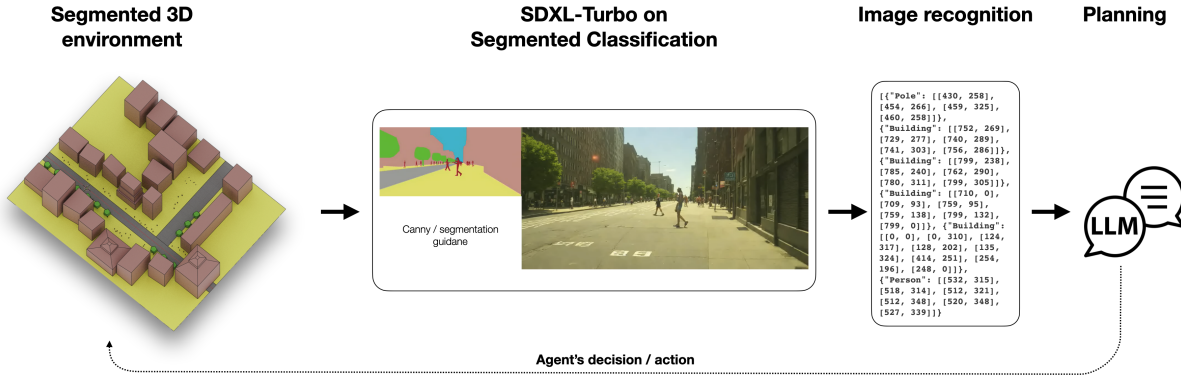 Segmented 3D
environment
SDXL-Turbo on
Segmented Classification
Image recognition
Planning
Canny / segmentation
guidane
[{"Pole": [[430, 258],
[454, 266], [459, 325],
[460, 258]]},
{"Building": [[752, 269],
[729, 277], [740, 289],
[741, 303], [756, 286]]},
{"Building": [[799, 238],
[785, 240], [762, 290],
[780, 311], [799, 305]]},
{"Building": [[710, 0],
[709, 93], [759, 95],
[759, 138], [799, 132],
[799, 0]]}, {"Building":
[[0, 0], [0, 310], [124,
317], [128, 202], [135,
324], [414, 251], [254,
196], [248, 0]]},
{"Person": [[532, 315],
[518, 314], [512, 321],
[512, 348], [520, 348],
[527, 339]]}
LLM
Agent's decision / action